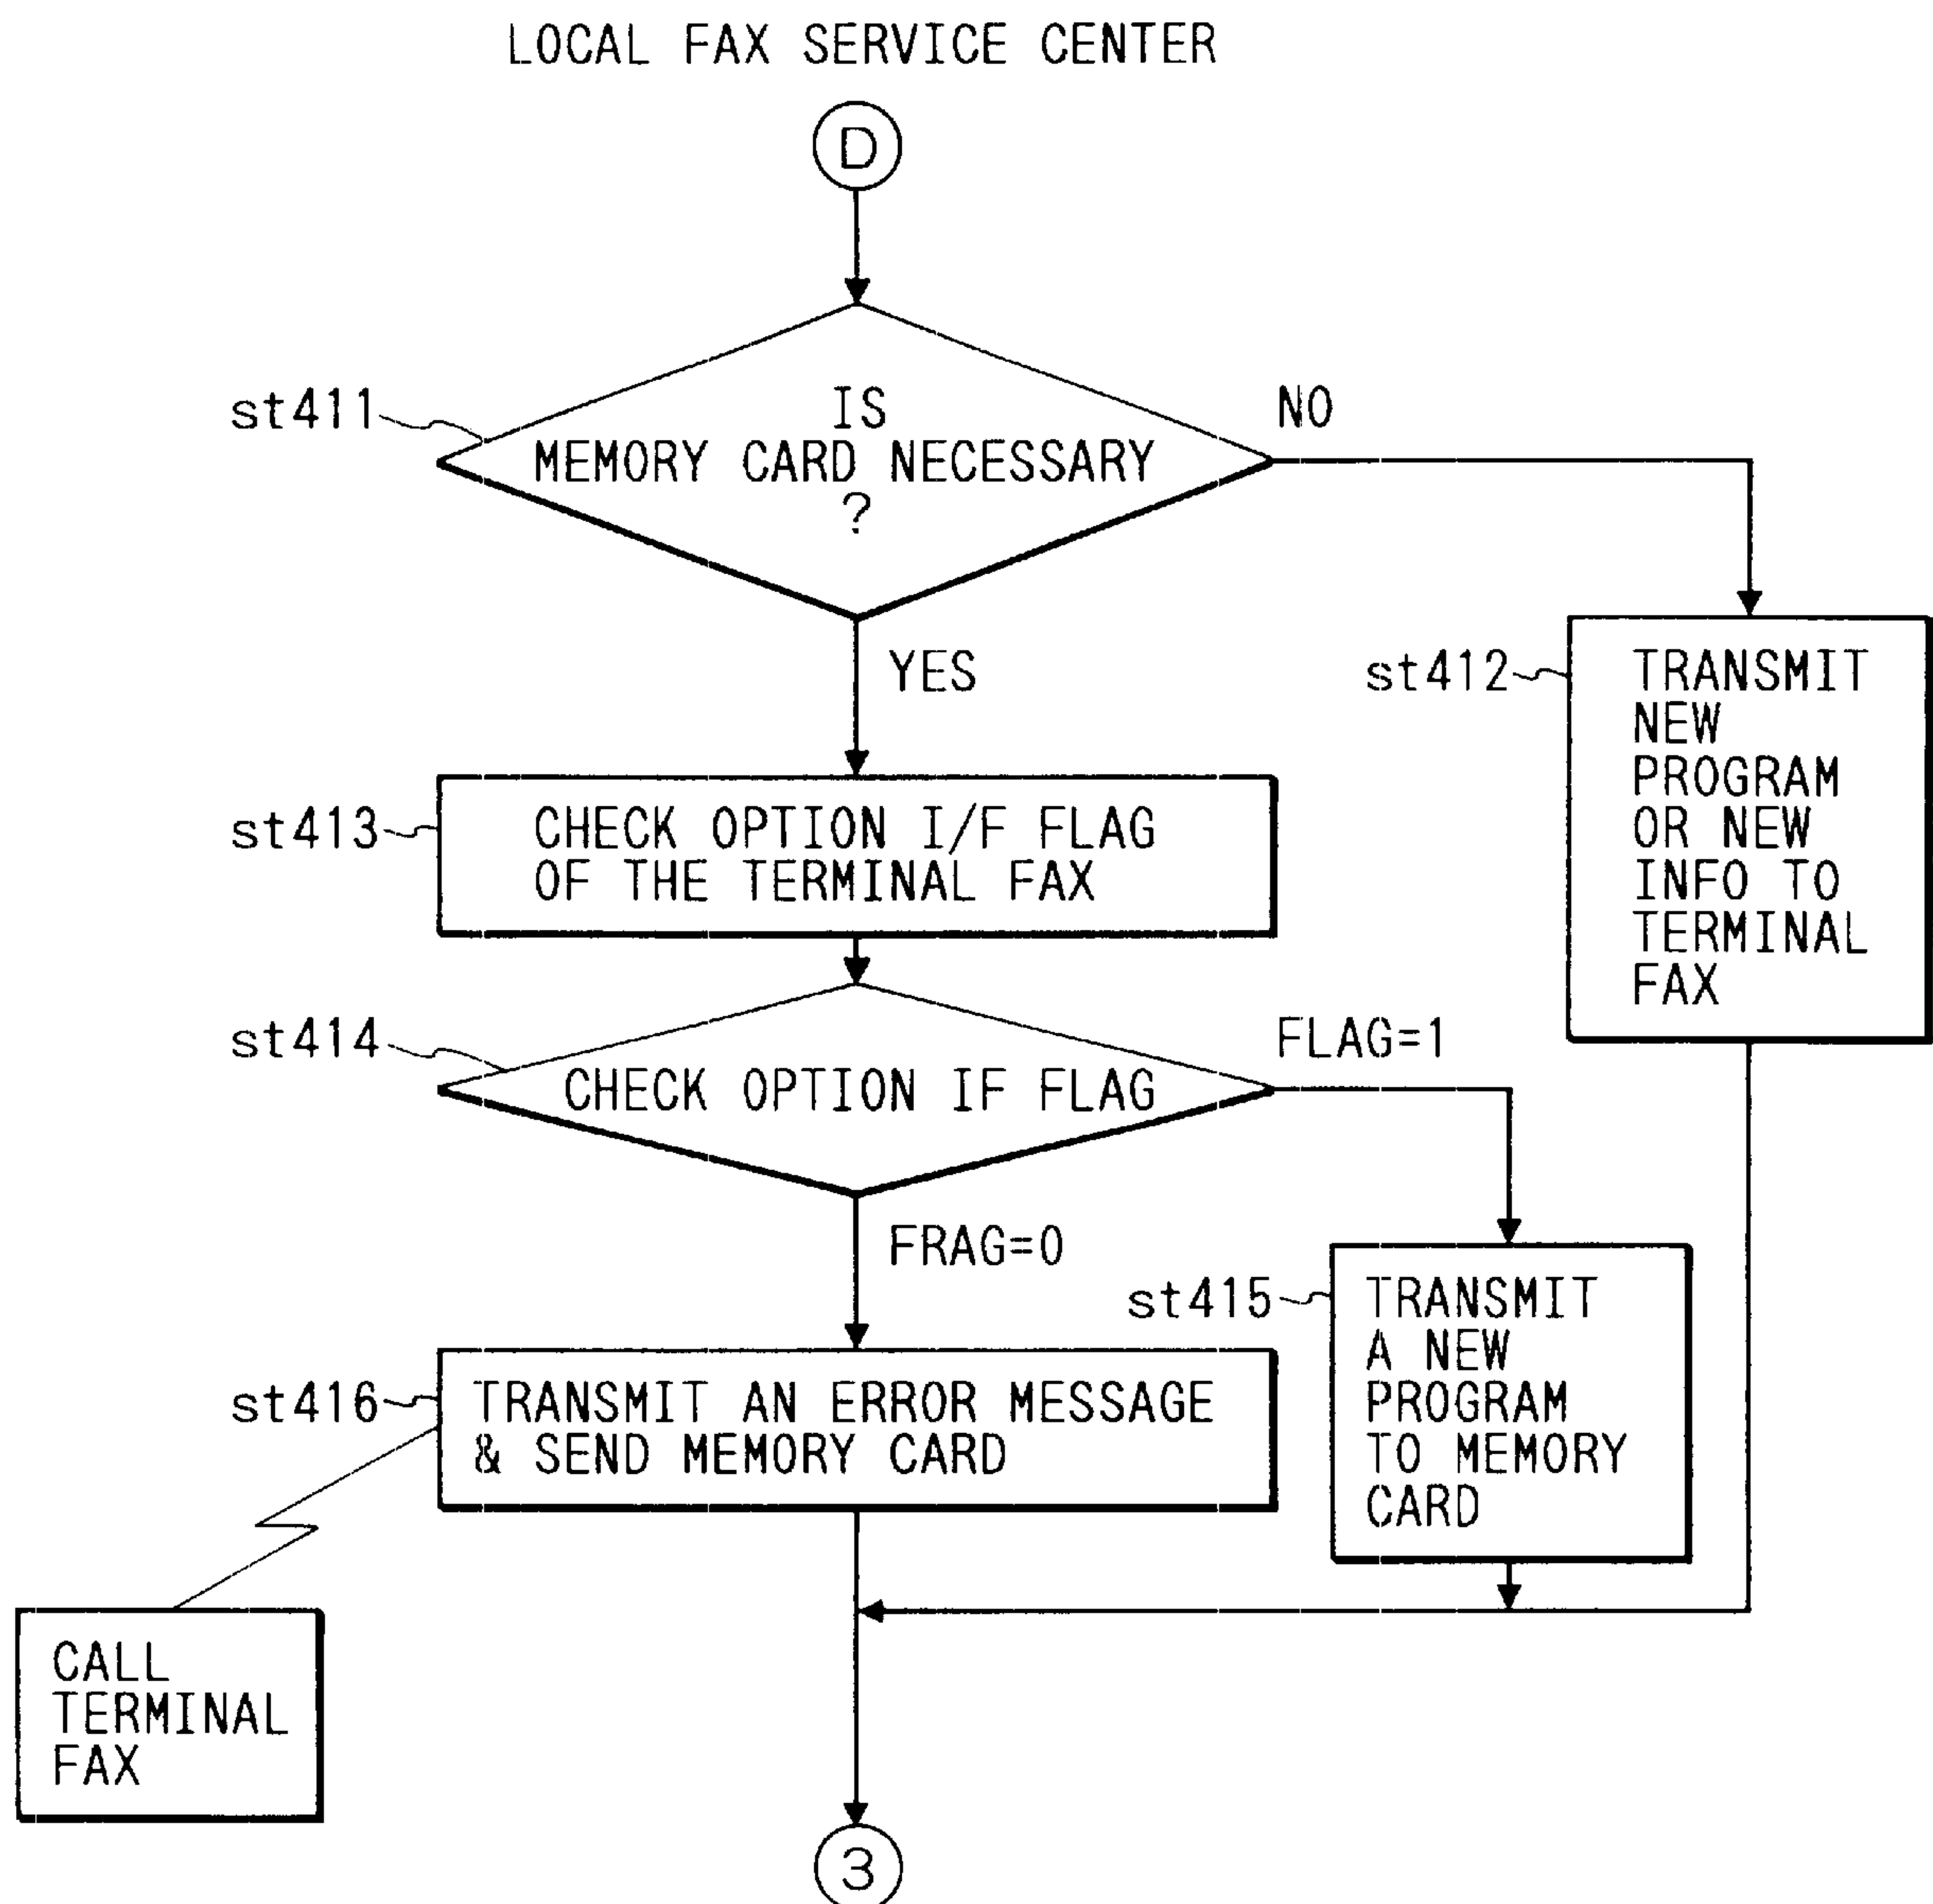 LOCAL FAX SERVICE CENTER
D
st411
IS
MEMORY CARD NECESSARY
?
NO
YES
st412
TRANSMIT
NEW
PROGRAM
OR NEW
INFO TO
TERMINAL
FAX
st413
CHECK OPTION I/F FLAG
OF THE TERMINAL FAX
st414
CHECK OPTION IF FLAG
FLAG=1
FRAG=0
st415
TRANSMIT
A NEW
PROGRAM
TO MEMORY
CARD
st416
TRANSMIT AN ERROR MESSAGE
& SEND MEMORY CARD
CALL
TERMINAL
FAX
3